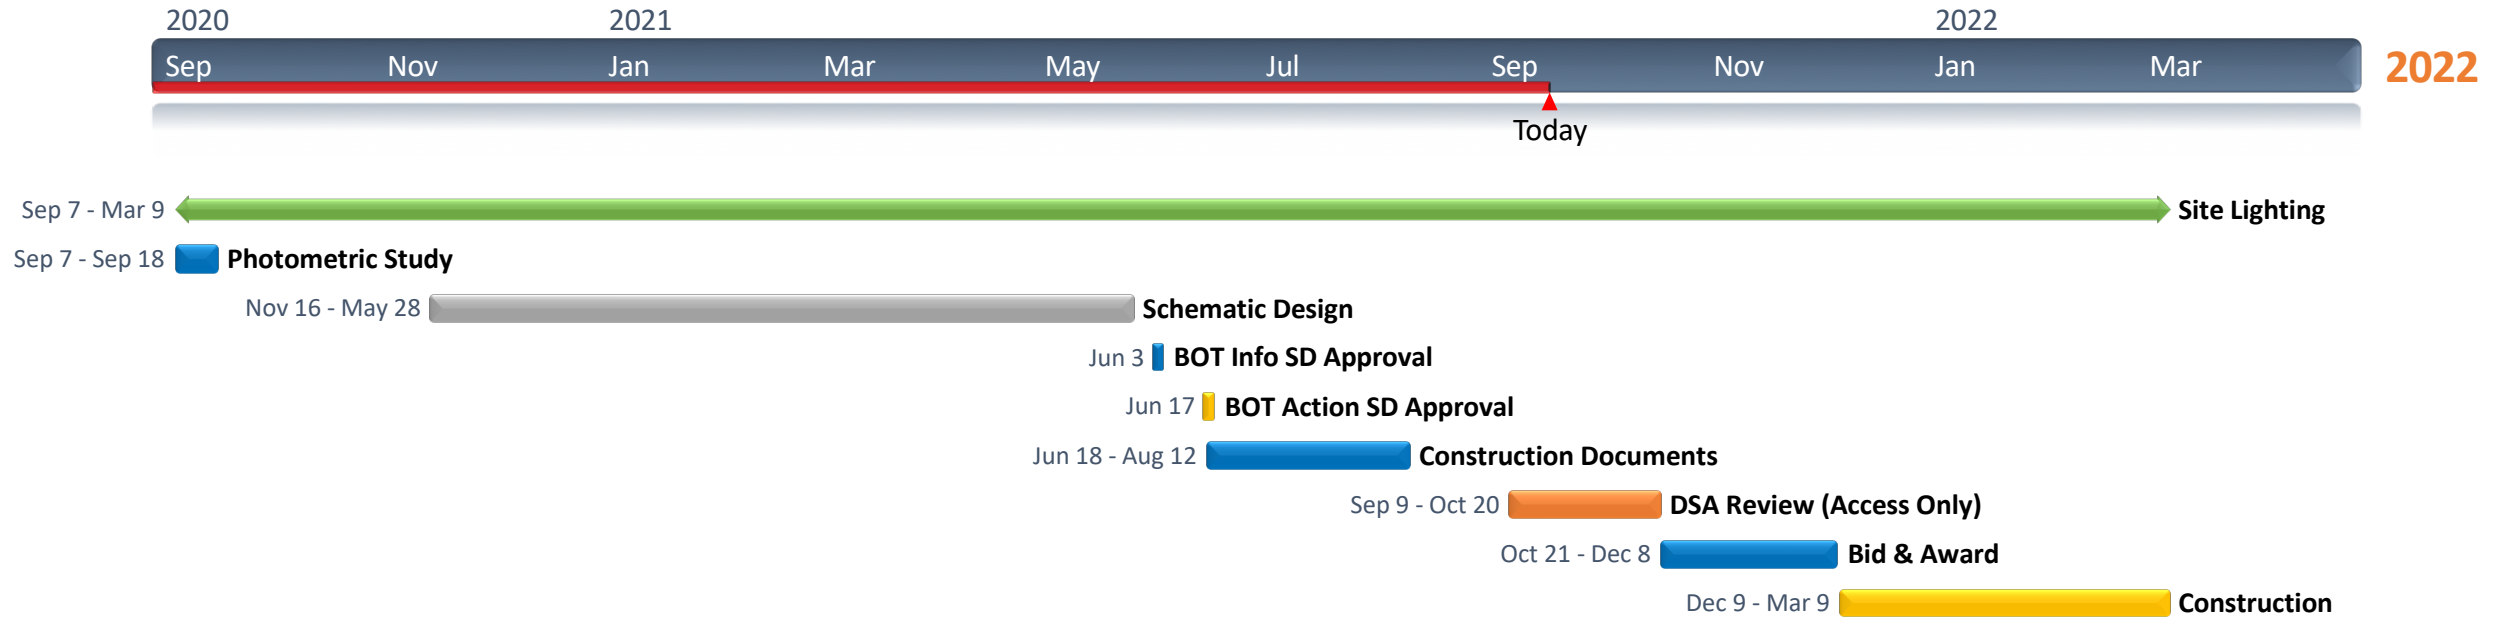 2020 2021 2022
Sep Nov Jan Mar May Jul Sep Nov Jan Mar 2022
Today
Sep 7 - Mar 9 Site Lighting
Sep 7 - Sep 18 Photometric Study
Nov 16 - May 28 Schematic Design
Jun 3 BOT Info SD Approval
Jun 17 BOT Action SD Approval
Jun 18 - Aug 12 Construction Documents
Sep 9 - Oct 20 DSA Review (Access Only)
Oct 21 - Dec 8 Bid & Award
Dec 9 - Mar 9 Construction